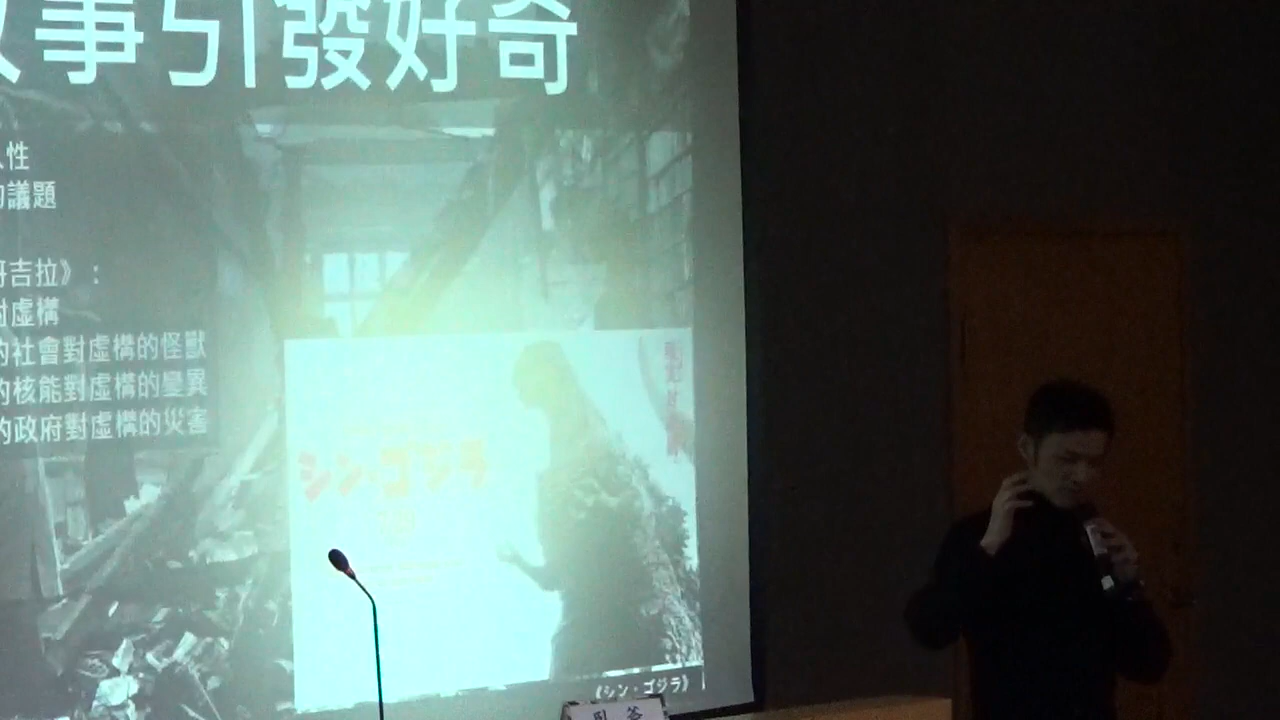 事引發好奇
人性
的議題
哥吉拉》：
對虛構
的社會對虛構的怪獸
的核能對虛構的變異
的政府對虛構的災害
シン・ゴジラ
《シン・ゴジラ》